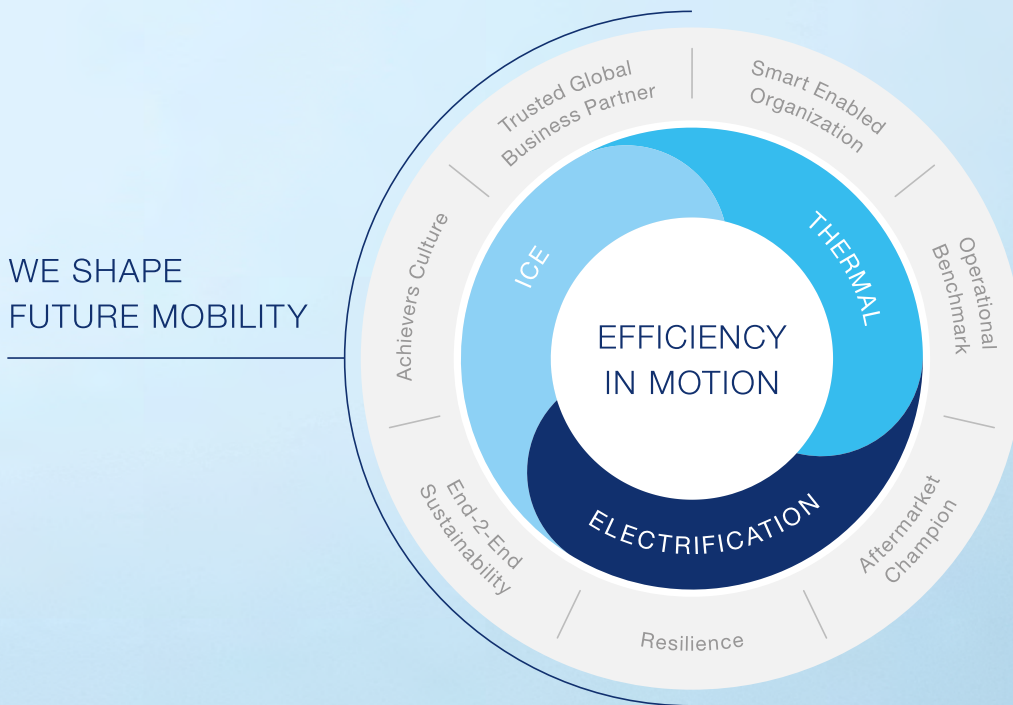 WE SHAPE
FUTURE MOBILITY
Trusted Global
Business Partner
Smart Enabled
Organization
Operational
Benchmark
Aftermarket
Champion
Resilience
End-2-End
Sustainability
Achievers Culture
ICE
THERMAL
ELECTRIFICATION
EFFICIENCY
IN MOTION